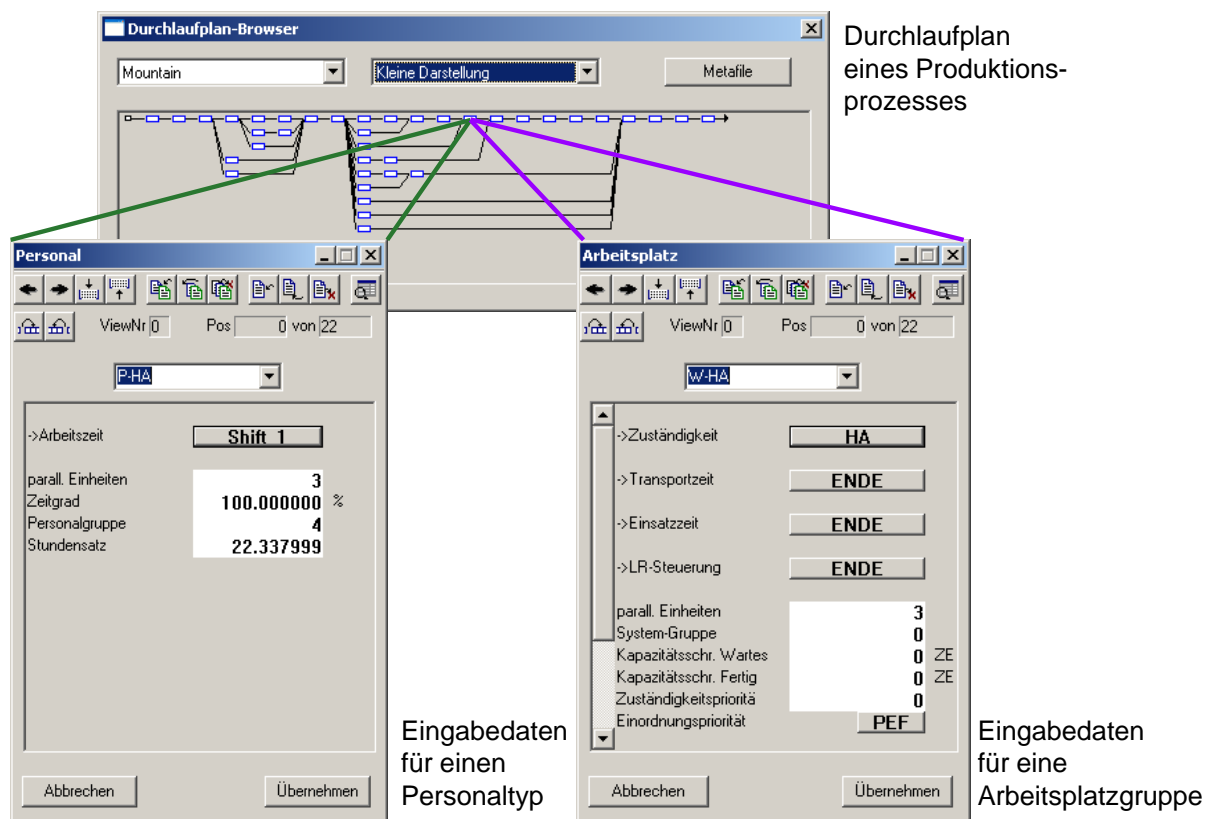 Durchlaufplan-Browser
Mountain
Kleine Darstellung
Metafile
Durchlaufplan
eines Produktions-
prozesses
Personal
ViewNr 0 Pos 0 von 22
P-HA
->Arbeitszeit Shift 1
parall. Einheiten 3
Zeitgrad 100.000000 %
Personalgruppe 4
Stundensatz 22.337999
Abbrechen Übernehmen
Eingabedaten
für einen
Personaltyp
Arbeitsplatz
ViewNr 0 Pos 0 von 22
W-HA
->Zuständigkeit HA
->Transportzeit ENDE
->Einsatzzeit ENDE
->LR-Steuerung ENDE
parall. Einheiten 3
System-Gruppe 0
Kapazitätsschr. Wartes 0 ZE
Kapazitätsschr. Fertig 0 ZE
Zuständigkeitsprioritä 0
Einordnungspriorität PEF
Abbrechen Übernehmen
Eingabedaten
für eine
Arbeitsplatzgruppe